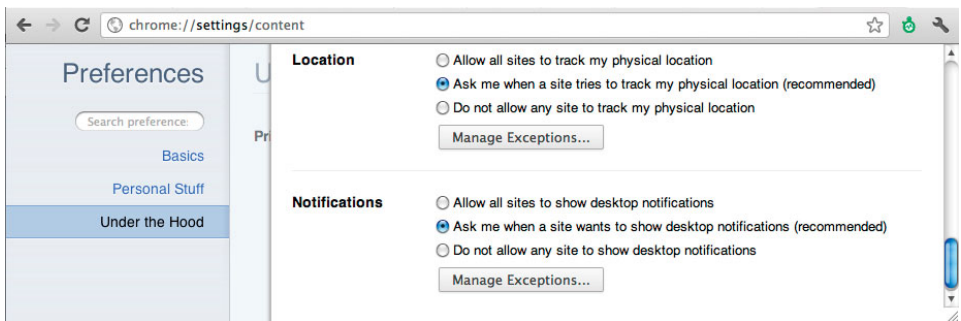 chrome://settings/content
Preferences
Search preference:
Basics
Personal Stuff
Under the Hood
U
Pri
Location
Allow all sites to track my physical location
Ask me when a site tries to track my physical location (recommended)
Do not allow any site to track my physical location
Manage Exceptions...
Notifications
Allow all sites to show desktop notifications
Ask me when a site wants to show desktop notifications (recommended)
Do not allow any site to show desktop notifications
Manage Exceptions...